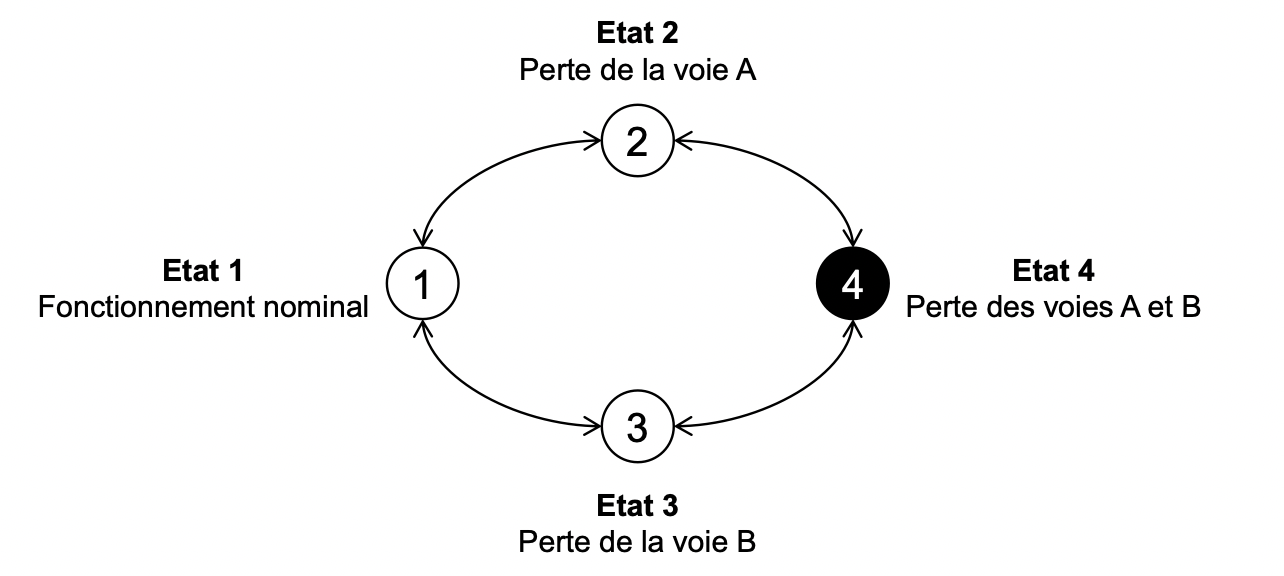 Etat 2
Perte de la voie A
2
Etat 1
Fonctionnement nominal
1
4
Etat 4
Perte des voies A et B
3
Etat 3
Perte de la voie B